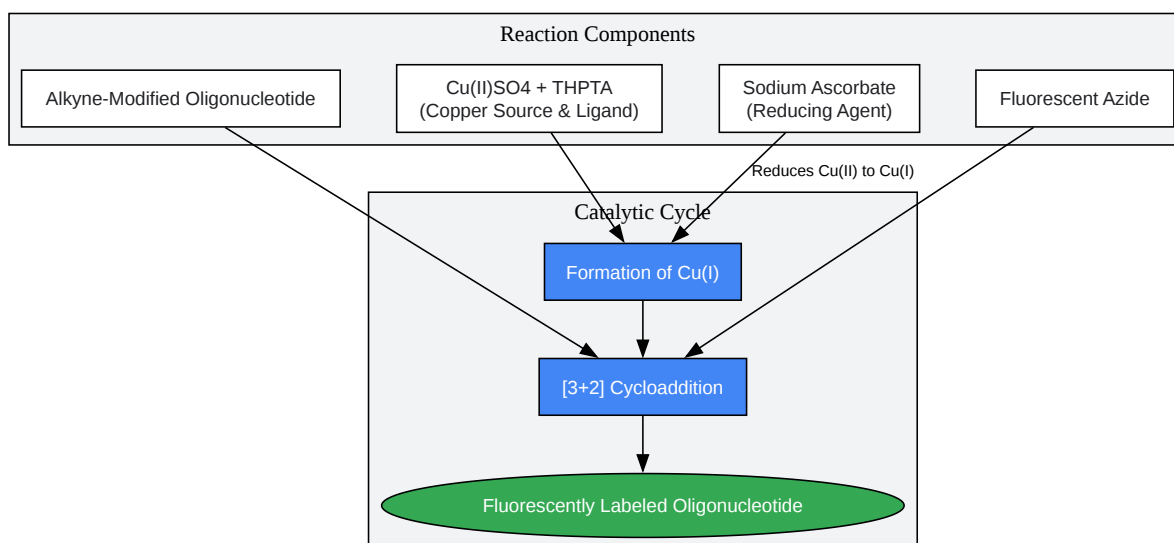 Reaction Components
Alkyne-Modified Oligonucleotide
Cu(II)SO4 + THPTA
(Copper Source & Ligand)
Sodium Ascorbate
(Reducing Agent)
Fluorescent Azide
Reduces Cu(II) to Cu(I)
Catalytic Cycle
Formation of Cu(I)
[3+2] Cycloaddition
Fluorescently Labeled Oligonucleotide